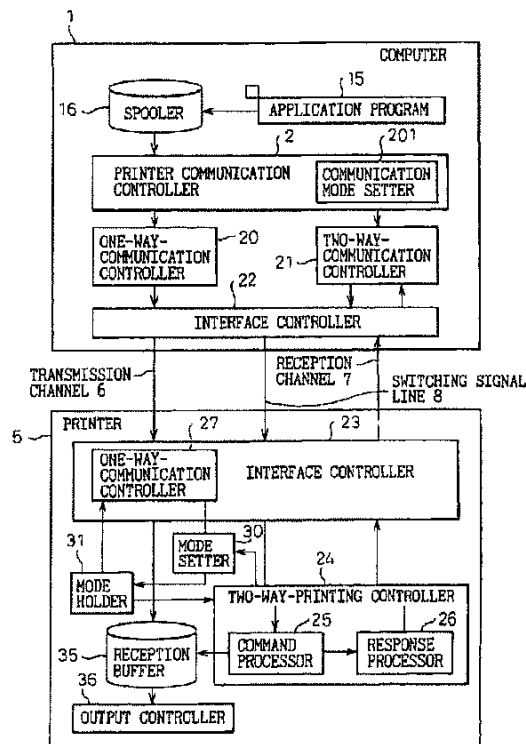 1
COMPUTER
15
16
SPOOLER
APPLICATION PROGRAM
2
201
PRINTER COMMUNICATION
CONTROLLER
COMMUNICATION
MODE SETTER
20
ONE-WAY-
COMMUNICATION
CONTROLLER
21
TWO-WAY-
COMMUNICATION
CONTROLLER
22
INTERFACE CONTROLLER
TRANSMISSION
CHANNEL 6
RECEPTION
CHANNEL 7
SWITCHING SIGNAL
LINE 8
5
PRINTER
27
23
ONE-WAY-
COMMUNICATION
CONTROLLER
INTERFACE CONTROLLER
31
MODE
HOLDER
30
MODE
SETTER
24
TWO-WAY-PRINTING CONTROLLER
25
26
COMMAND
PROCESSOR
RESPONSE
PROCESSOR
35
RECEPTION
BUFFER
36
OUTPUT CONTROLLER